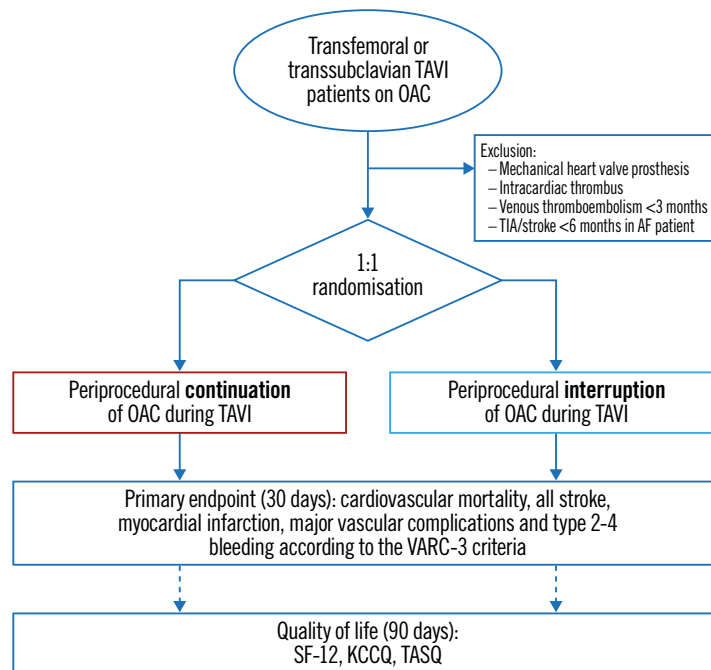 Transfemoral or
transsubclavian TAVI
patients on OAC
Exclusion:
– Mechanical heart valve prosthesis
– Intracardiac thrombus
– Venous thromboembolism <3 months
– TIA/stroke <6 months in AF patient
1:1
randomisation
Periprocedural continuation
of OAC during TAVI
Periprocedural interruption
of OAC during TAVI
Primary endpoint (30 days): cardiovascular mortality, all stroke,
myocardial infarction, major vascular complications and type 2-4
bleeding according to the VARC-3 criteria
Quality of life (90 days):
SF-12, KCCQ, TASQ